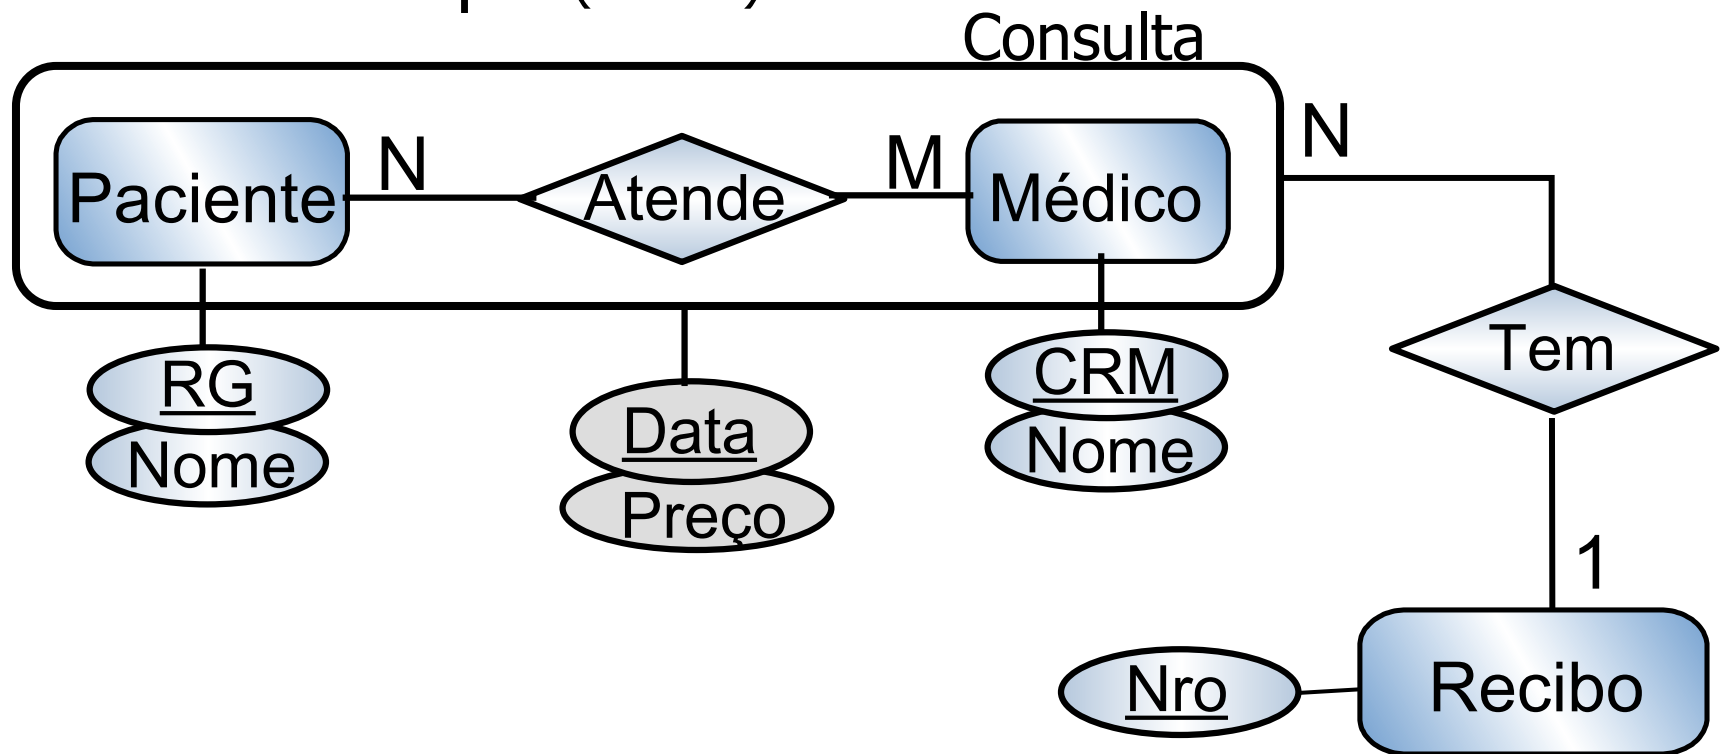 Consulta
Paciente
N
Atende
M
Médico
N
RG
Nome
Data
Preço
CRM
Nome
Tem
1
Nro
Recibo